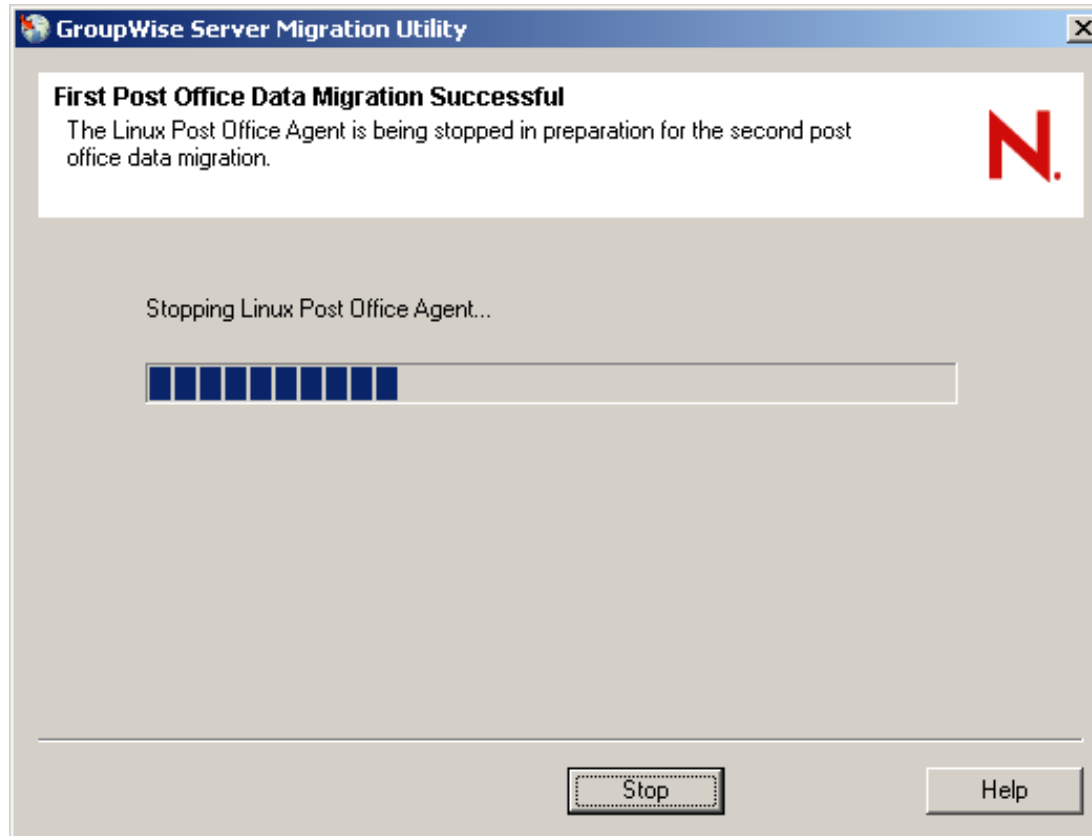 GroupWise Server Migration Utility
First Post Office Data Migration Successful
The Linux Post Office Agent is being stopped in preparation for the second post
office data migration.
N.
Stopping Linux Post Office Agent...
Stop
Help